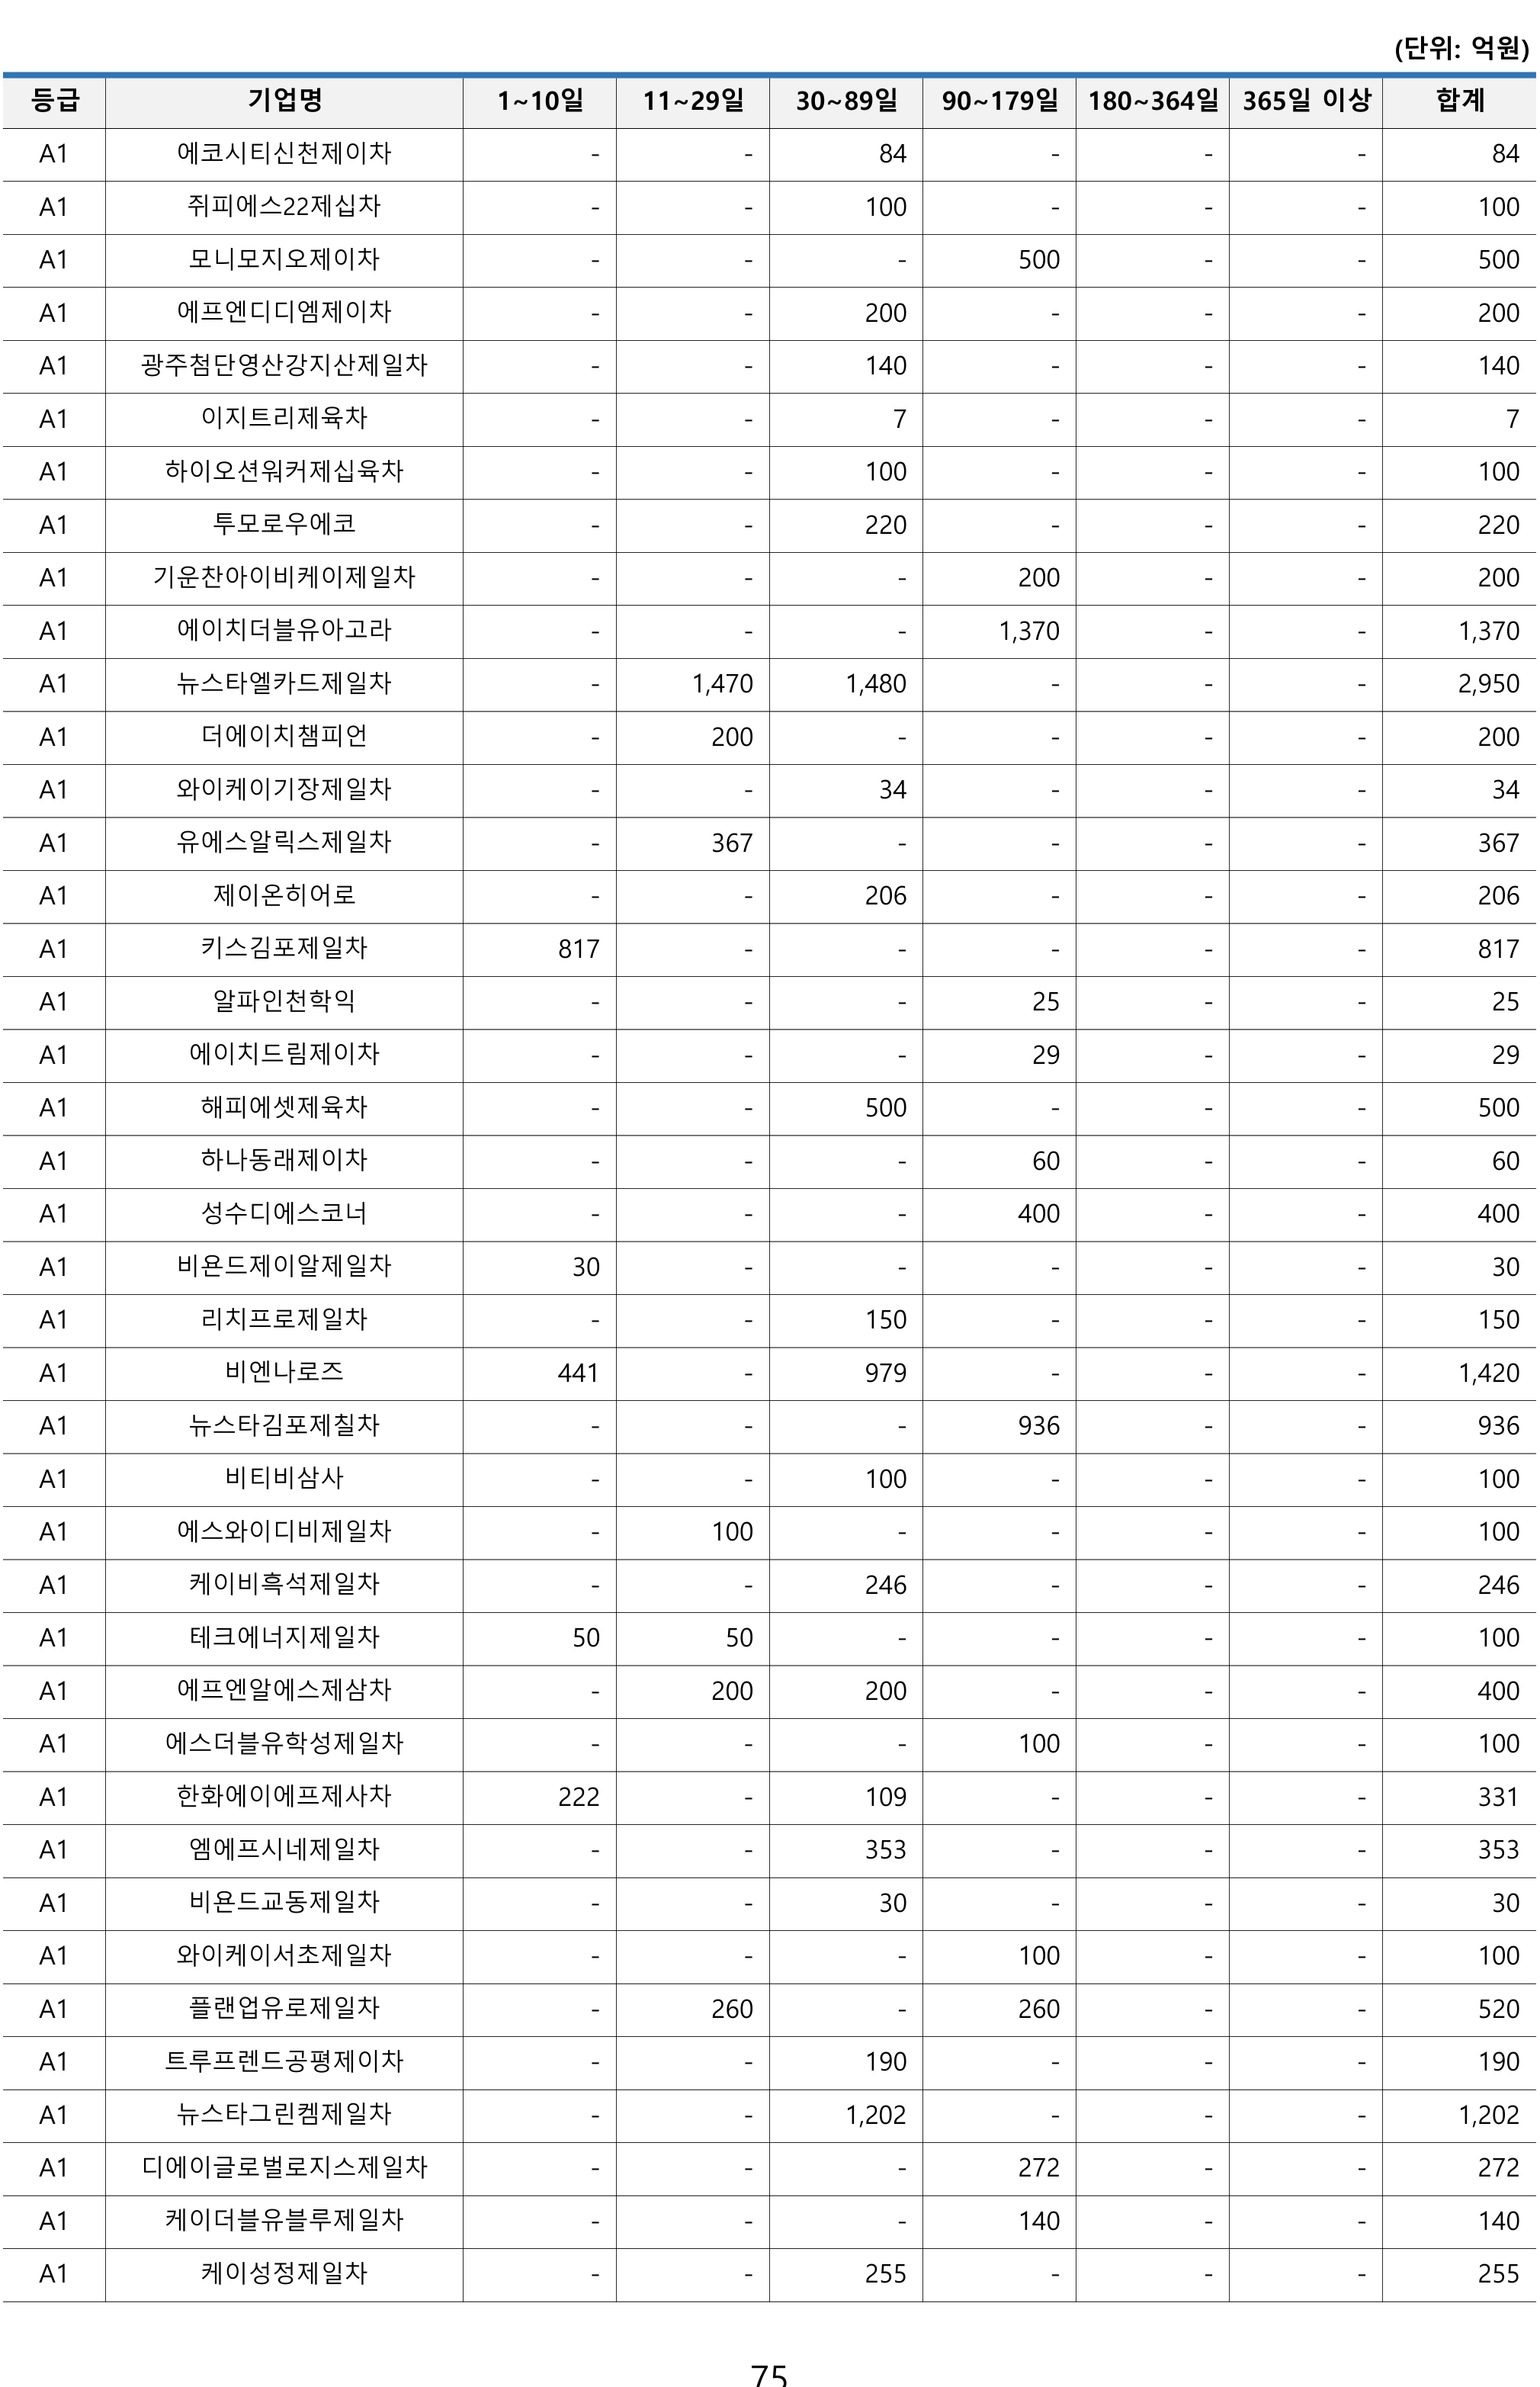 (단위: 억원)
등급 기업명 1~10일 11~29일 30~89일 90~179일 180~364일 365일 이상 합계
A1 에코시티신천제이차 - - 84 - - - 84
A1 쥐피에스22제십차 - - 100 - - - 100
A1 모니모지오제이차 - - - 500 - - 500
A1 에프엔디디엠제이차 - - 200 - - - 200
A1 광주첨단영산강지산제일차 - - 140 - - - 140
A1 이지트리제육차 - - 7 - - - 7
A1 하이오션워커제십육차 - - 100 - - - 100
A1 투모로우에코 - - 220 - - - 220
A1 기운찬아이비케이제일차 - - - 200 - - 200
A1 에이치더블유아고라 - - - 1,370 - - 1,370
A1 뉴스타엘카드제일차 - 1,470 1,480 - - - 2,950
A1 더에이치챔피언 - 200 - - - - 200
A1 와이케이기장제일차 - - 34 - - - 34
A1 유에스알릭스제일차 - 367 - - - - 367
A1 제이온히어로 - - 206 - - - 206
A1 키스김포제일차 817 - - - - - 817
A1 알파인천학익 - - - 25 - - 25
A1 에이치드림제이차 - - - 29 - - 29
A1 해피에셋제육차 - - 500 - - - 500
A1 하나동래제이차 - - - 60 - - 60
A1 성수디에스코너 - - - 400 - - 400
A1 비욘드제이알제일차 30 - - - - - 30
A1 리치프로제일차 - - 150 - - - 150
A1 비엔나로즈 441 - 979 - - - 1,420
A1 뉴스타김포제칠차 - - - 936 - - 936
A1 비티비삼사 - - 100 - - - 100
A1 에스와이디비제일차 - 100 - - - - 100
A1 케이비흑석제일차 - - 246 - - - 246
A1 테크에너지제일차 50 50 - - - - 100
A1 에프엔알에스제삼차 - 200 200 - - - 400
A1 에스더블유학성제일차 - - - 100 - - 100
A1 한화에이에프제사차 222 - 109 - - - 331
A1 엠에프시네제일차 - - 353 - - - 353
A1 비욘드교동제일차 - - 30 - - - 30
A1 와이케이서초제일차 - - - 100 - - 100
A1 플랜업유로제일차 - 260 - 260 - - 520
A1 트루프렌드공평제이차 - - 190 - - - 190
A1 뉴스타그린켐제일차 - - 1,202 - - - 1,202
A1 디에이글로벌로지스제일차 - - - 272 - - 272
A1 케이더블유블루제일차 - - - 140 - - 140
A1 케이성정제일차 - - 255 - - - 255
75